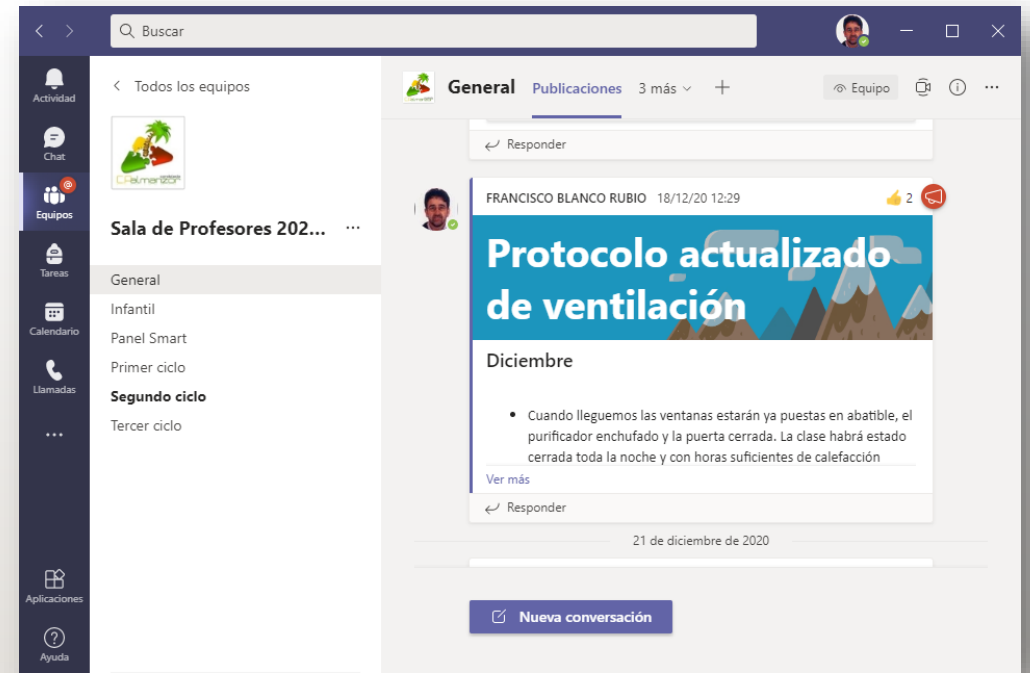 Buscar
Actividad
Chat
Equipos
Tareas
Calendario
Llamadas
Aplicaciones
Ayuda
Todos los equipos
Sala de Profesores 202...
General
Infantil
Panel Smart
Primer ciclo
Segundo ciclo
Tercer ciclo
General Publicaciones 3 más
Equipo
Responder
FRANCISCO BLANCO RUBIO 18/12/20 12:29
2
Protocolo actualizado
de ventilación
Diciembre
• Cuando lleguemos las ventanas estarán ya puestas en abatible, el
purificador enchufado y la puerta cerrada. La clase habrá estado
cerrada toda la noche y con horas suficientes de calefacción
Ver más
Responder
21 de diciembre de 2020
Nueva conversación